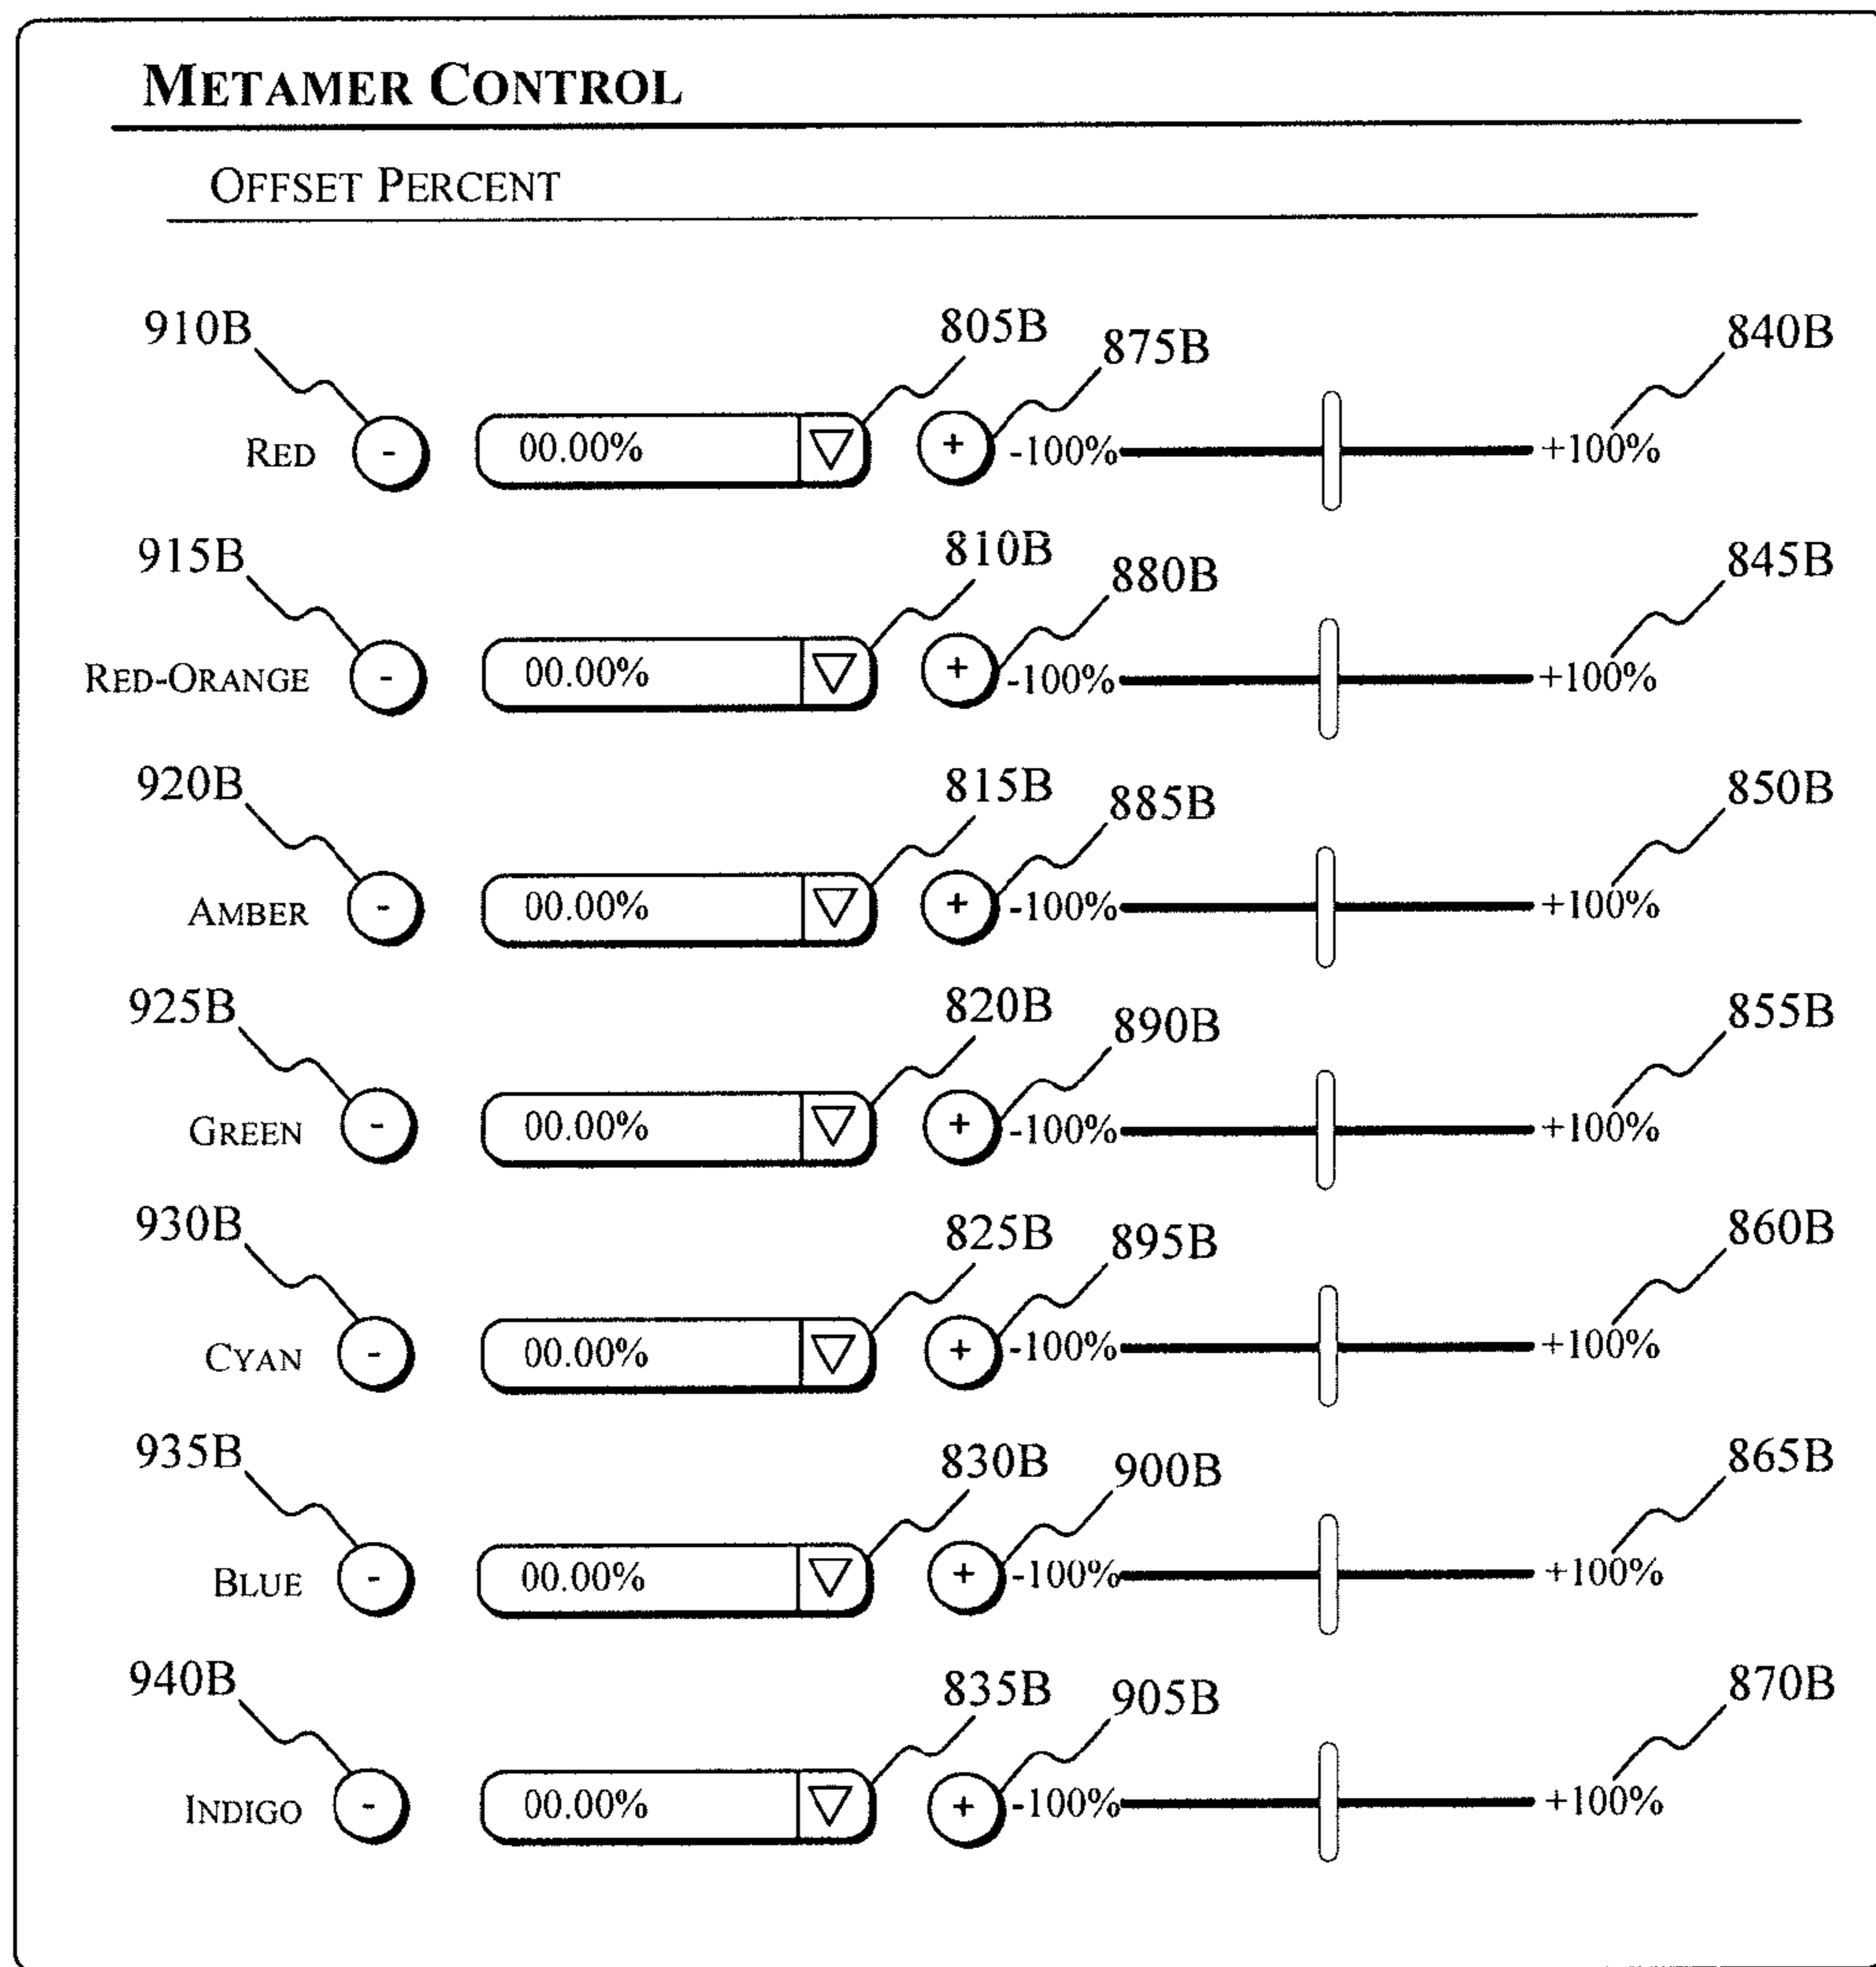 METAMER CONTROL
OFFSET PERCENT
910B 805B 875B 840B
RED - 00.00% + -100% +100%
915B 810B 880B 845B
RED-ORANGE - 00.00% + -100% +100%
920B 815B 885B 850B
AMBER - 00.00% + -100% +100%
925B 820B 890B 855B
GREEN - 00.00% + -100% +100%
930B 825B 895B 860B
CYAN - 00.00% + -100% +100%
935B 830B 900B 865B
BLUE - 00.00% + -100% +100%
940B 835B 905B 870B
INDIGO - 00.00% + -100% +100%